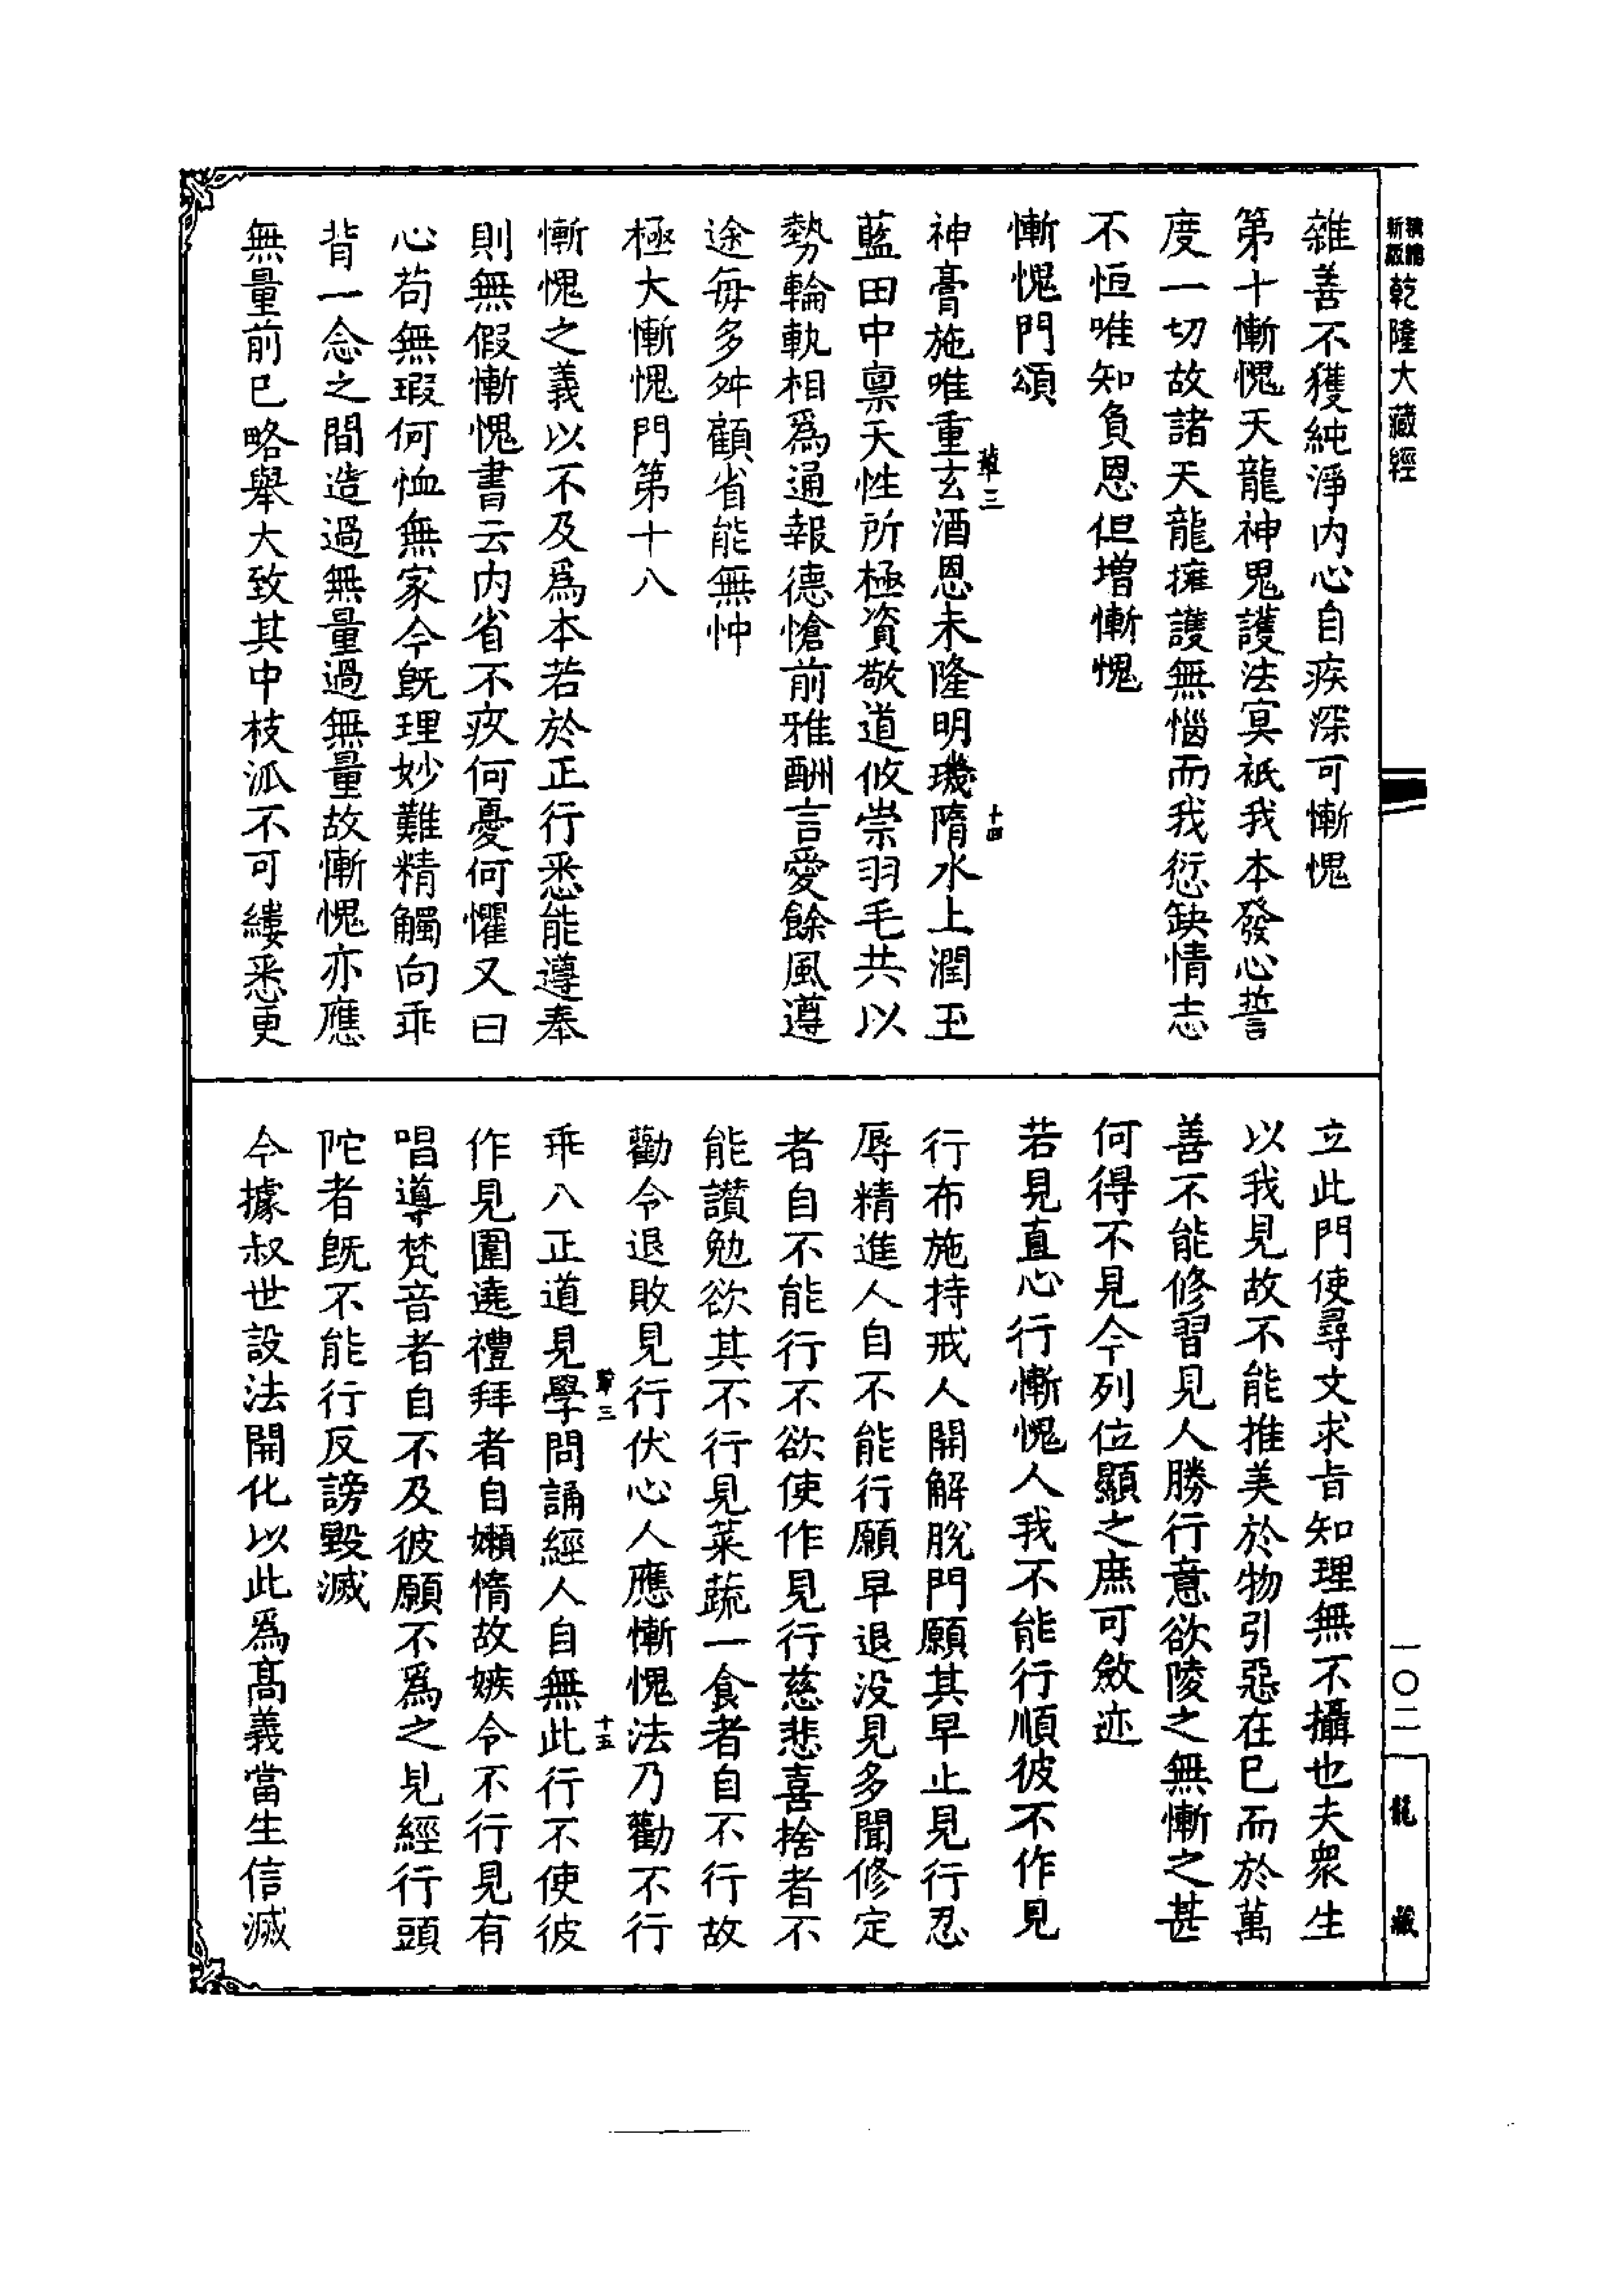 精編新版 乾隆大藏經
雜善不獲純淨內心自疾深可慚愧
第十慚愧天龍神鬼護法冥祇我本發心誓
度一切故諸天龍擁護無惱而我愆缺情志
不恒唯知負恩但增慚愧
慚愧門頌
神膏施唯重玄酒恩未隆明璣隋水上潤玉
藍田中稟天性所極資敬道攸崇羽毛共以
勢輪軌相為通報德愴前雅酬言愛餘風遵
途每多舛顧省能無忡
極大慚愧門第十八
慚愧之義以不及為本若於正行悉能遵奉
則無假慚愧書云內省不疚何憂何懼又曰
心苟無瑕何恤無家今既理妙難精觸向乖
背一念之間造過無量過無量故慚愧亦應
無量前已略舉大致其中枝派不可縷悉更
立此門使尋文求旨知理無不攝也夫眾生
以我見故不能推美於物引惡在已而於萬
善不能修習見人勝行意欲陵之無慚之甚
何得不見今列位顯之庶可斂迹
若見直心行慚愧人我不能行順彼不作見
行布施持戒人開解脫門願其早止見行忍
辱精進人自不能行願早退没見多聞修定
者自不能行不欲使作見行慈悲喜捨者不
能讚勉欲其不行見菜蔬一食者自不行故
勸令退敗見行伏心人應慚愧法乃勸不行
乖八正道見學問誦經人自無此行不使彼
作見圍遶禮拜者自嬾惰故嫉令不行見有
唱導梵音者自不及彼願不為之見經行頭
陀者既不能行反謗毀滅
今據叔世設法開化以此為高義當生信滅
一〇二
龍藏
三
十四
三
十五